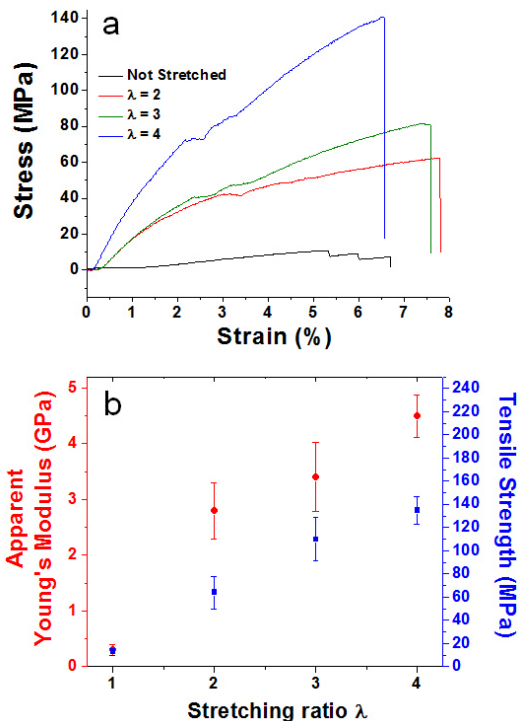 a
140
120
100
80
60
40
20
0
Stress (MPa)
Not Stretched
λ = 2
λ = 3
λ = 4
0 1 2 3 4 5 6 7 8
Strain (%)
b
5
4
3
2
1
0
Apparent
Young's Modulus (GPa)
240
220
200
180
160
140
120
100
80
60
40
20
0
Tensile Strength
(MPa)
1 2 3 4
Stretching ratio λ